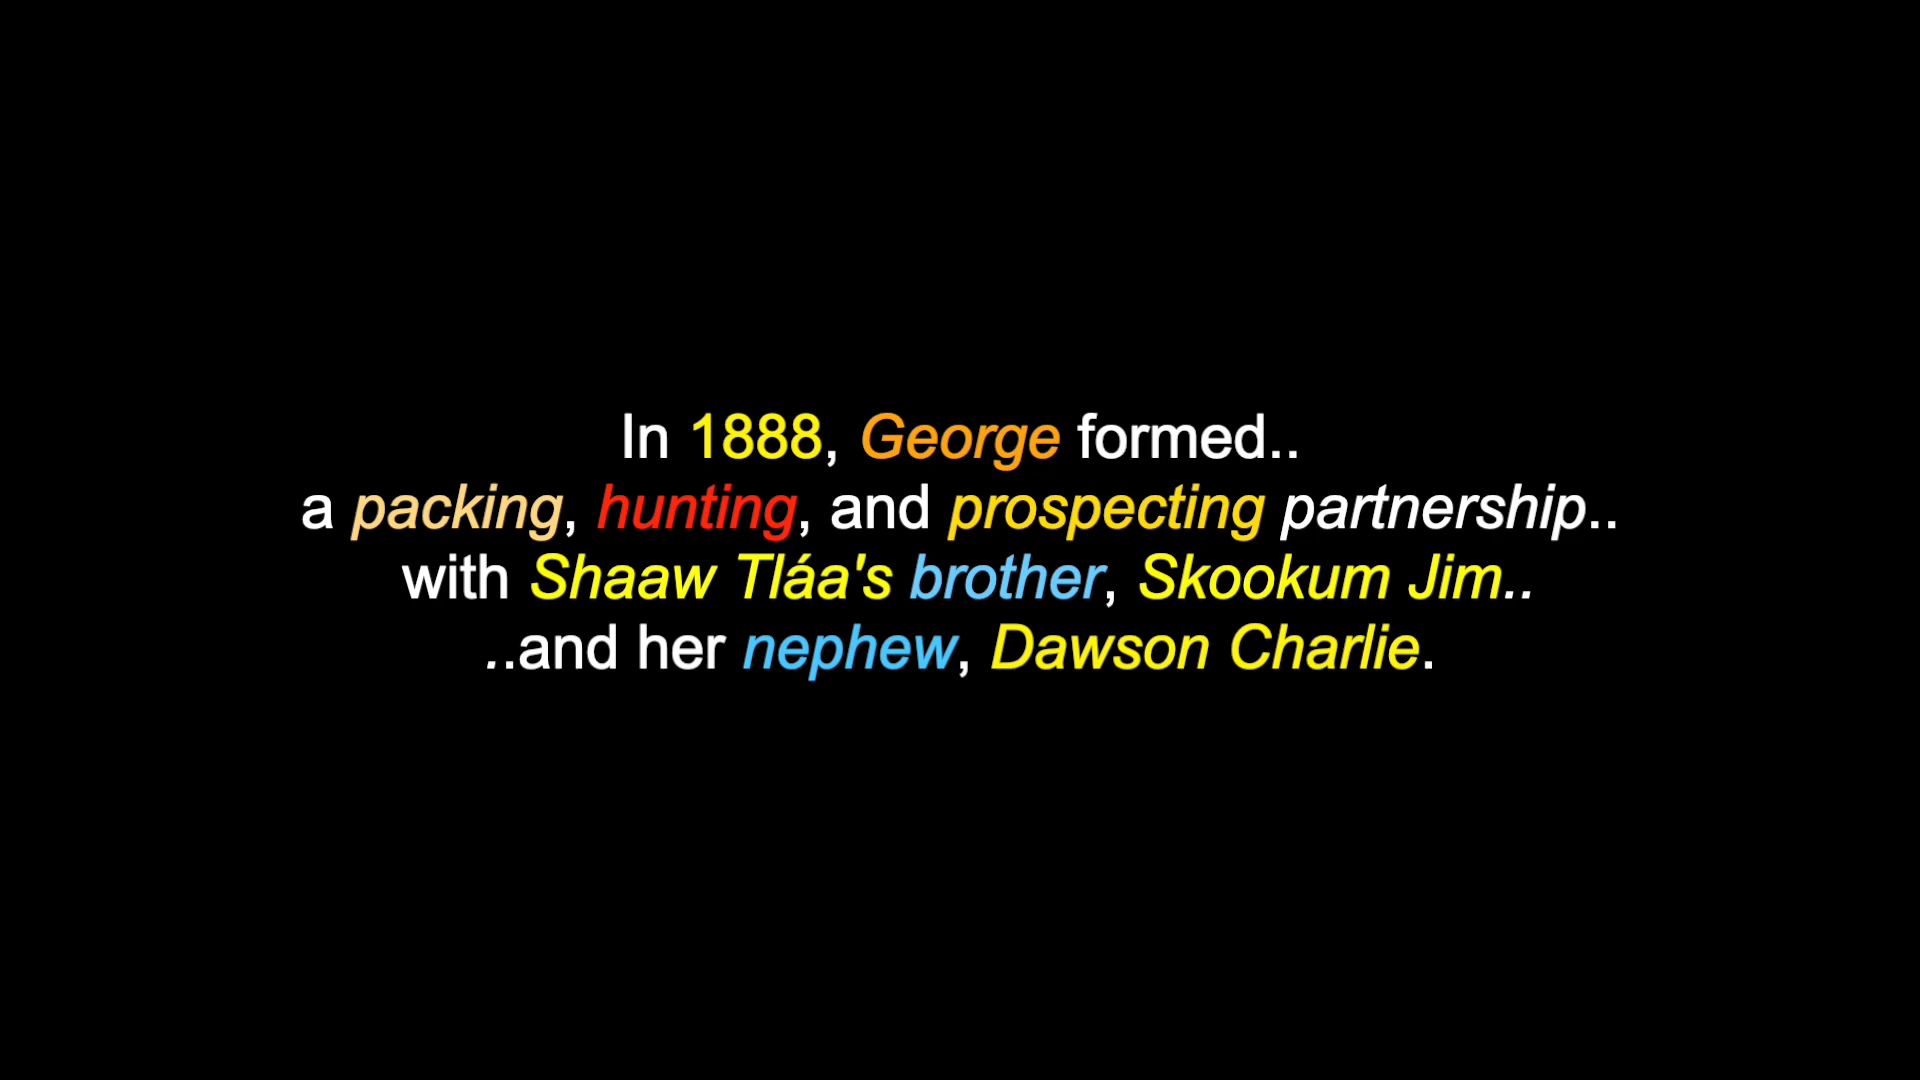 In 1888, George formed..
a packing, hunting, and prospecting partnership..
with Shaaw Tláa's brother, Skookum Jim..
..and her nephew, Dawson Charlie.